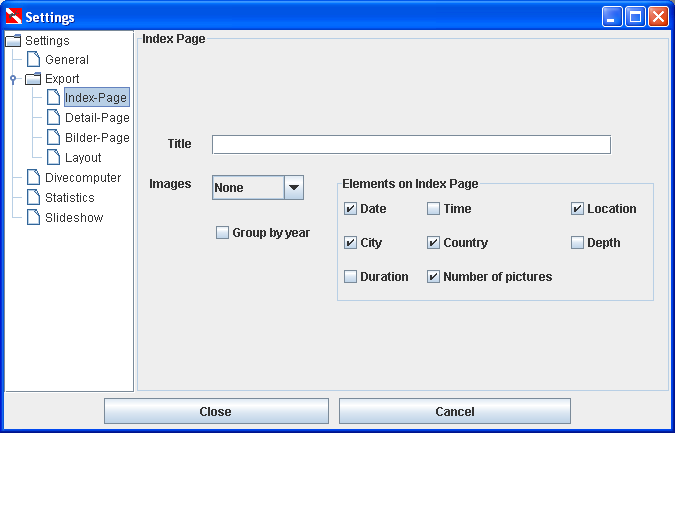 Settings
Settings
General
Export
Index-Page
Detail-Page
Bilder-Page
Layout
Divecomputer
Statistics
Slideshow
Index Page
Title
Images None
Group by year
Elements on Index Page
Date Time Location
City Country Depth
Duration Number of pictures
Close Cancel